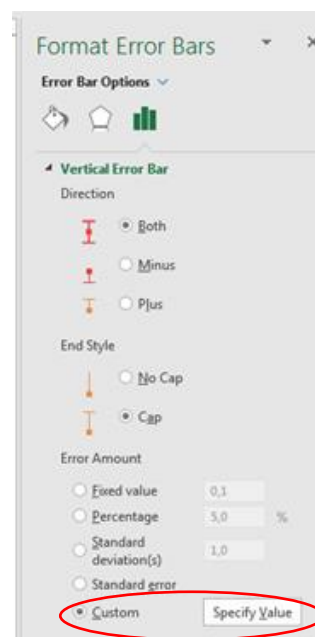 Format Error Bars
Error Bar Options
Vertical Error Bar
Direction
Both
Minus
Plus
End Style
No Cap
Cap
Error Amount
Fixed value 0,1
Percentage 5,0 %
Standard
deviation(s) 1,0
Standard error
Custom Specify Value